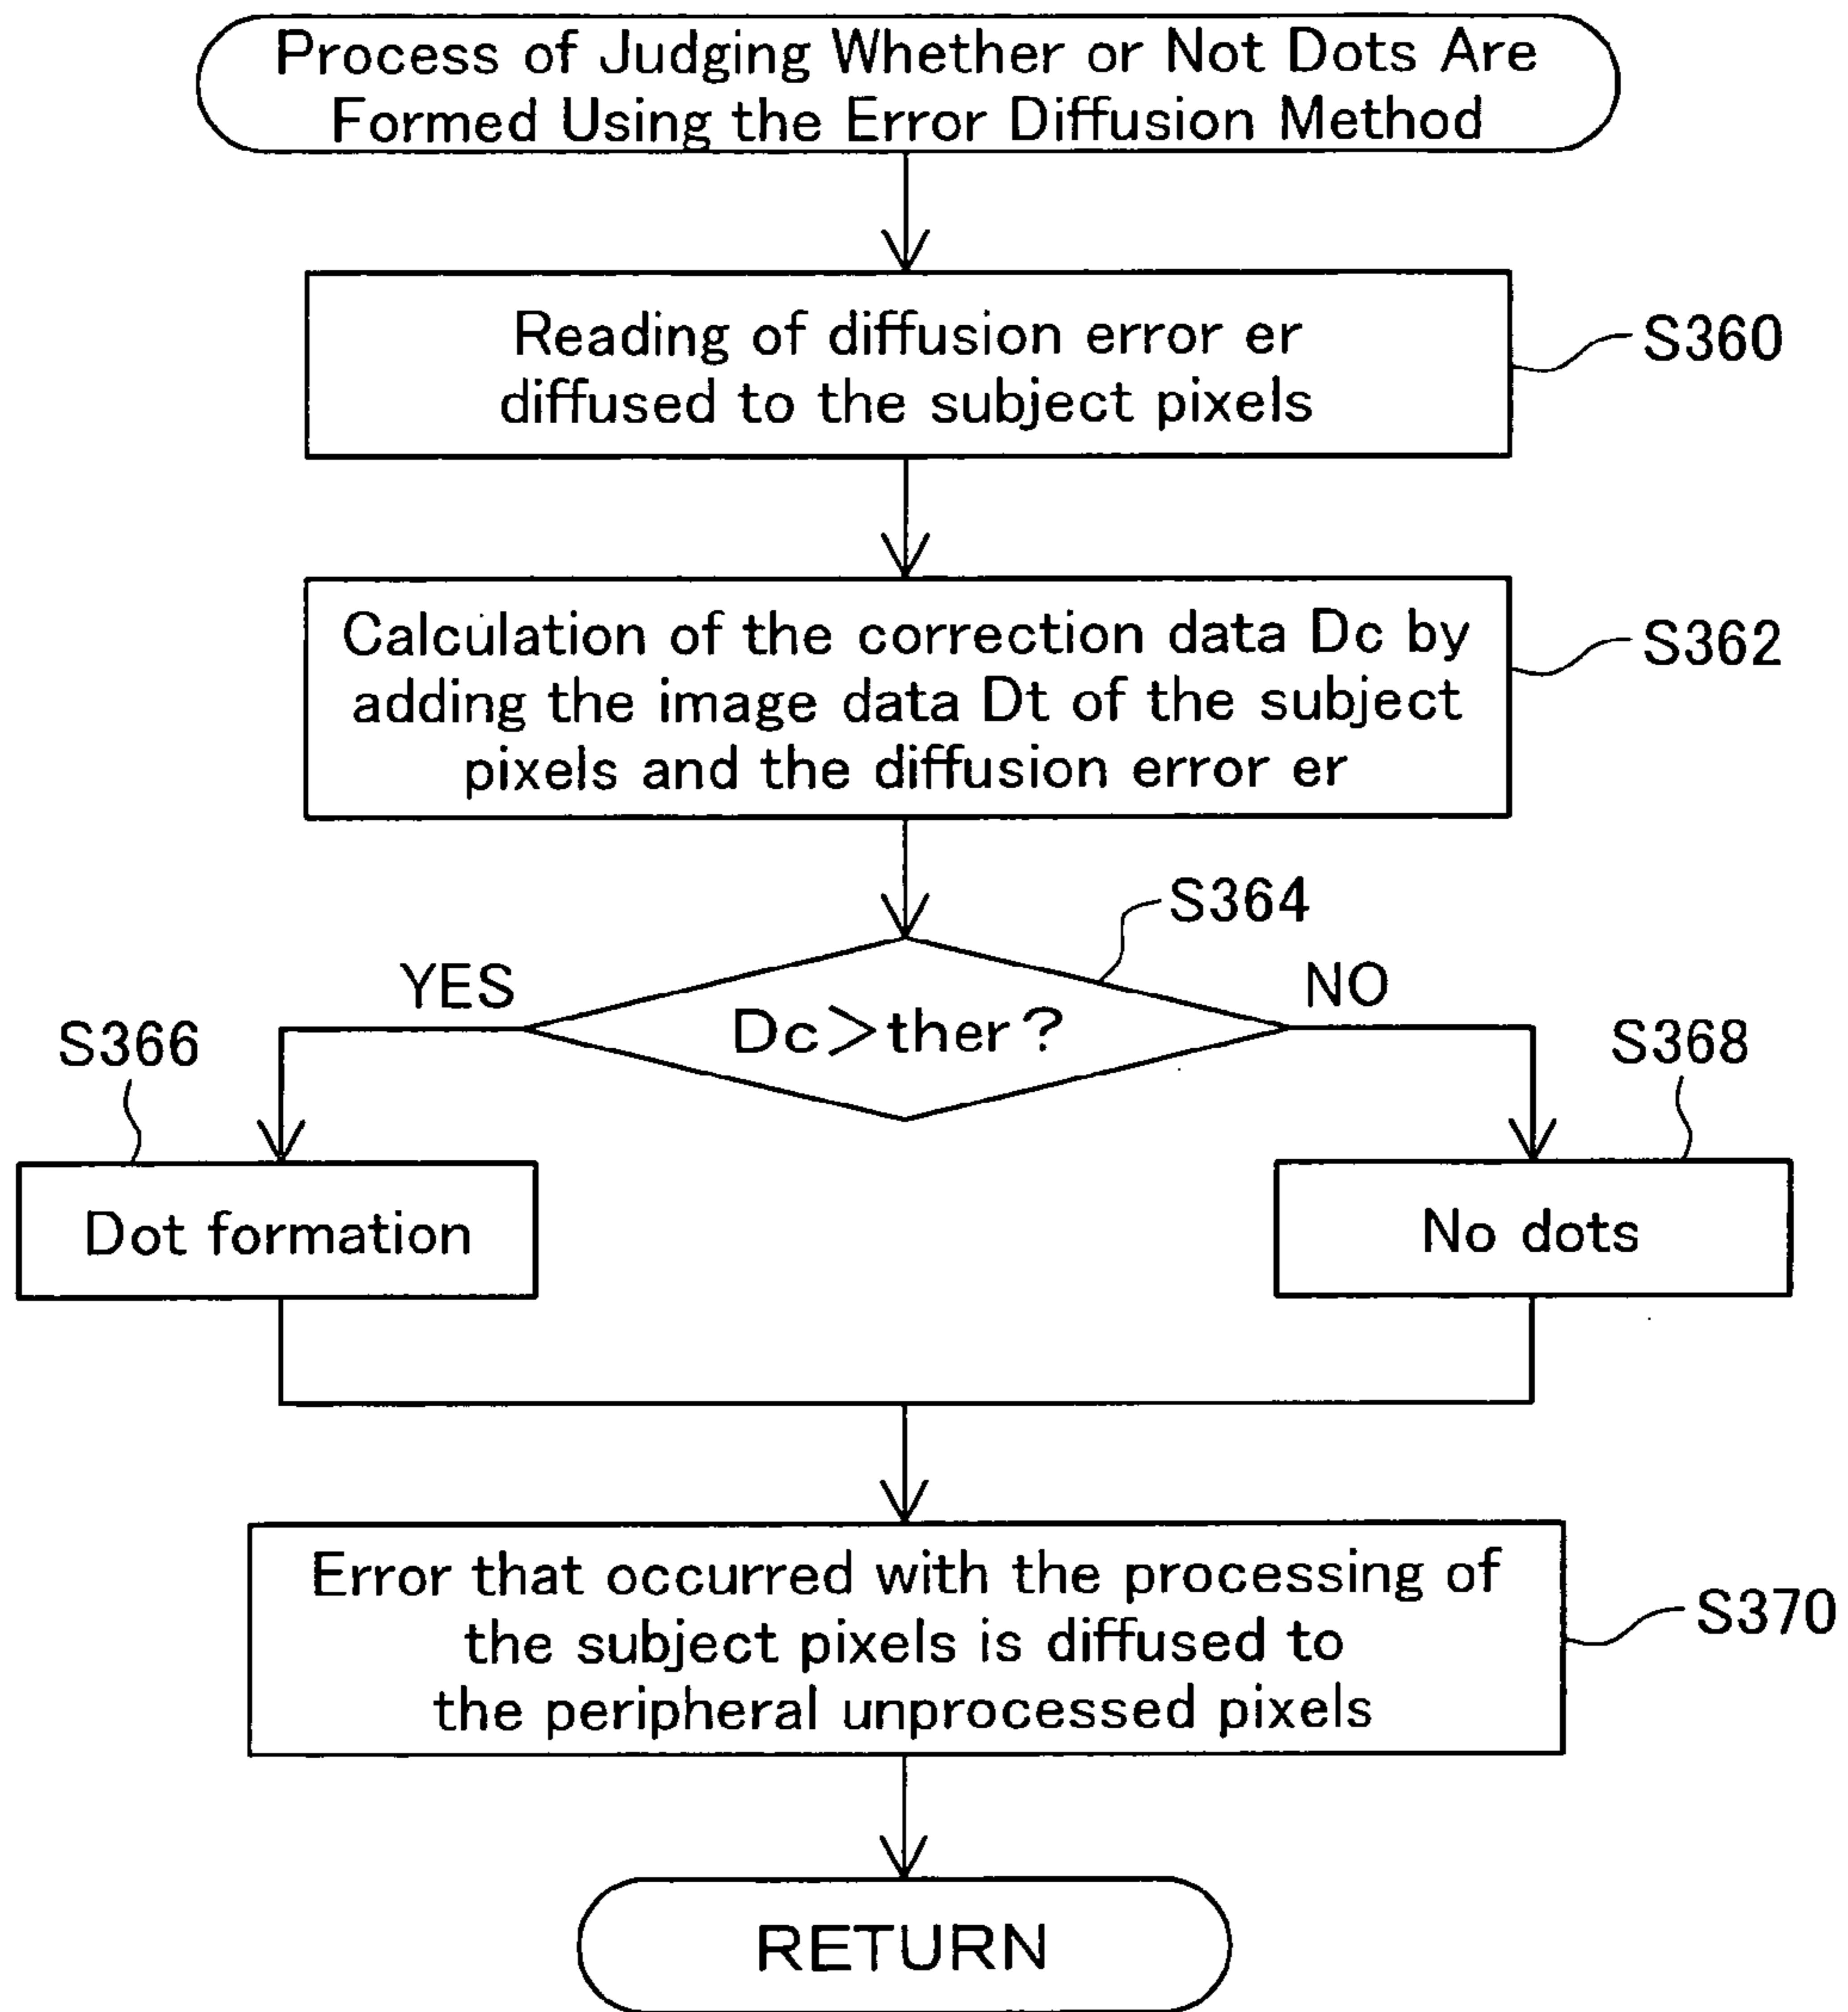 Process of Judging Whether or Not Dots Are
Formed Using the Error Diffusion Method
Reading of diffusion error er
diffused to the subject pixels
S360
Calculation of the correction data Dc by
adding the image data Dt of the subject
pixels and the diffusion error er
S362
S364
YES
NO
Dc>ther?
S366
S368
Dot formation
No dots
Error that occurred with the processing of
the subject pixels is diffused to
the peripheral unprocessed pixels
S370
RETURN